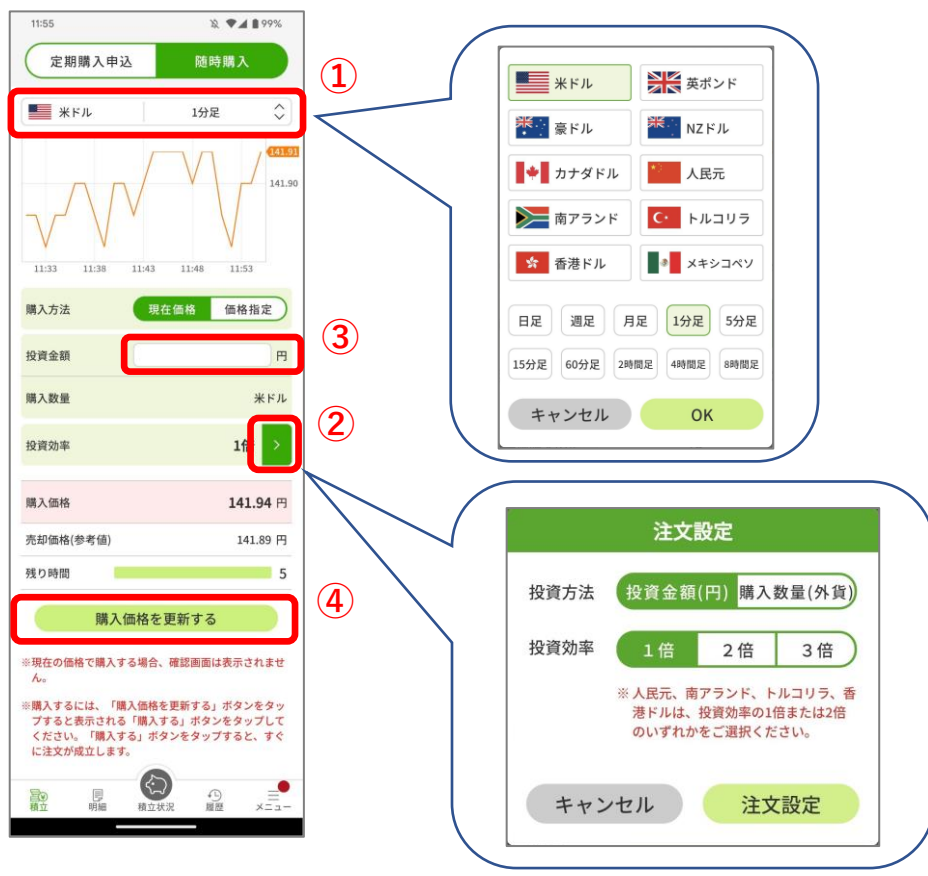 11:55
99%
定期購入申込
随時購入
①
米ドル
1分足
141.91
141.90
11:33
11:38
11:43
11:48
11:53
購入方法
現在価格
価格指定
③
投資金額
円
購入数量
米ドル
②
投資効率
1倍
購入価格
141.94 円
売却価格(参考値)
141.89 円
残り時間
5
④
購入価格を更新する
※現在の価格で購入する場合、確認画面は表示されませ
ん。
※購入するには、「購入価格を更新する」ボタンをタッ
プすると表示される「購入する」ボタンをタップして
ください。「購入する」ボタンをタップすると、すぐ
に注文が成立します。
積立
明細
積立状況
履歴
メニュー
米ドル
英ポンド
豪ドル
NZドル
カナダドル
人民元
南アランド
トルコリラ
香港ドル
メキシコペソ
日足
週足
月足
1分足
5分足
15分足
60分足
2時間足
4時間足
8時間足
キャンセル
OK
注文設定
投資方法
投資金額(円)
購入数量(外貨)
投資効率
1倍
2倍
3倍
※人民元、南アランド、トルコリラ、香
港ドルは、投資効率の1倍または2倍
のいずれかをご選択ください。
キャンセル
注文設定